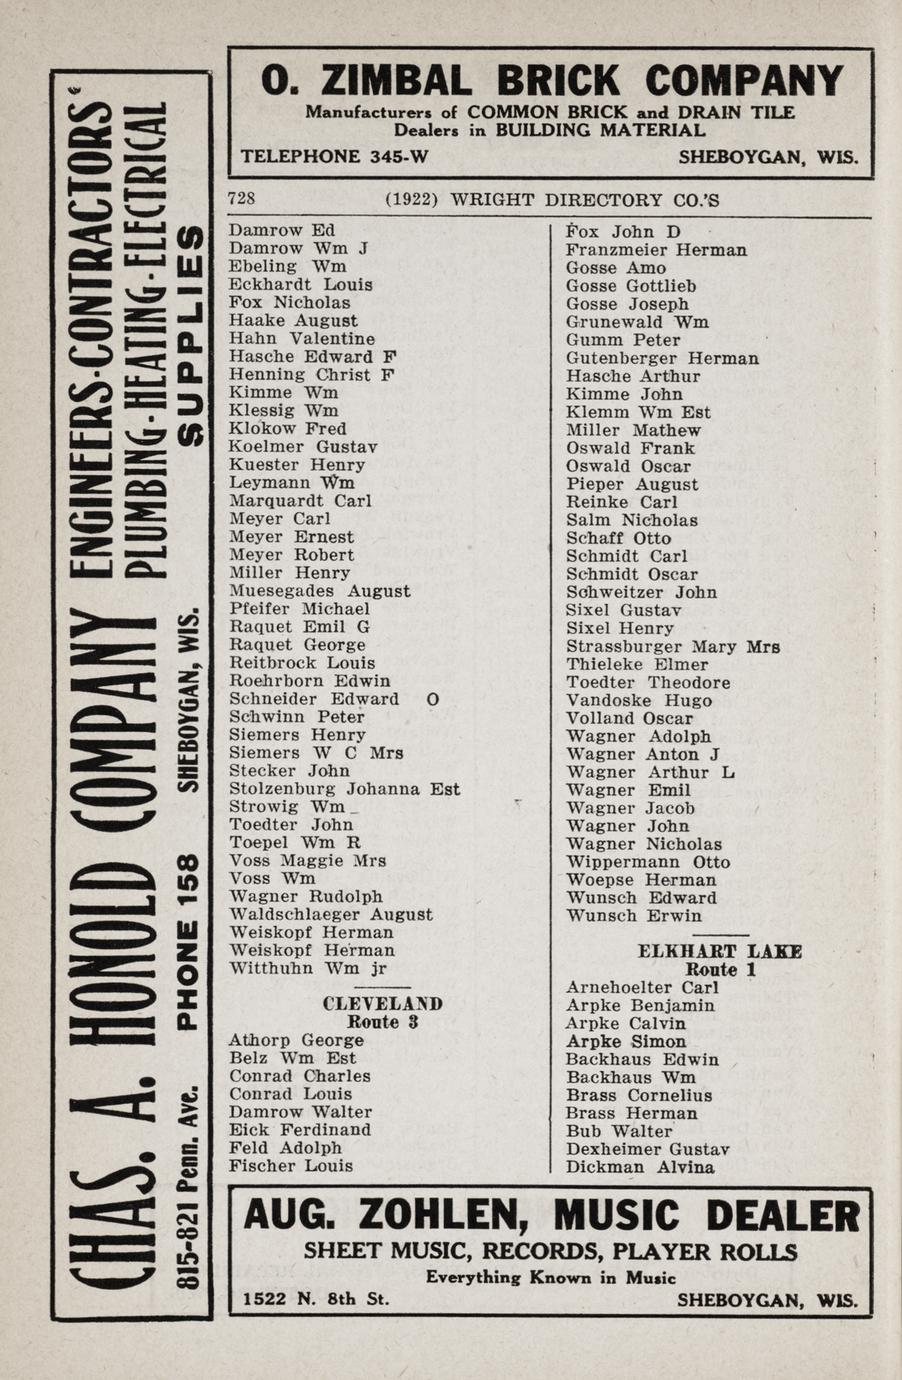 O. ZIMBAL BRICK COMPANY
Manufacturers of COMMON BRICK and DRAIN TILE
Dealers in BUILDING MATERIAL
TELEPHONE 345-W SHEBOYGAN, WIS.
CHAS. A. HONOLD COMPANY ENGINEERS·CONTRACTORS
PLUMBING·HEATING·ELECTRICAL
815-821 Penn. Ave. PHONE 158 SHEBOYGAN, WIS. SUPPLIES
728 (1922) WRIGHT DIRECTORY CO.'S
Damrow Ed
Damrow Wm J
Ebeling Wm
Eckhardt Louis
Fox Nicholas
Haake August
Hahn Valentine
Hasche Edward F
Henning Christ F
Kimme Wm
Klessig Wm
Klokow Fred
Koelmer Gustav
Kuester Henry
Leymann Wm
Marquardt Carl
Meyer Carl
Meyer Ernest
Meyer Robert
Miller Henry
Muesegades August
Pfeifer Michael
Raquet Emil G
Raquet George
Reitbrock Louis
Roehrborn Edwin
Schneider Edward O
Schwinn Peter
Siemers Henry
Siemers W C Mrs
Stecker John
Stolzenburg Johanna Est
Strowig Wm
Toedter John
Toepel Wm R
Voss Maggie Mrs
Voss Wm
Wagner Rudolph
Waldschlaeger August
Weiskopf Herman
Weiskopf Herman
Witthuhn Wm jr
CLEVELAND
Route 3
Athorp George
Belz Wm Est
Conrad Charles
Conrad Louis
Damrow Walter
Eick Ferdinand
Feld Adolph
Fischer Louis
Fox John D
Franzmeier Herman
Gosse Amo
Gosse Gottlieb
Gosse Joseph
Grunewald Wm
Gumm Peter
Gutenberger Herman
Hasche Arthur
Kimme John
Klemm Wm Est
Miller Mathew
Oswald Frank
Oswald Oscar
Pieper August
Reinke Carl
Salm Nicholas
Schaff Otto
Schmidt Carl
Schmidt Oscar
Schweitzer John
Sixel Gustav
Sixel Henry
Strassburger Mary Mrs
Thieleke Elmer
Toedter Theodore
Vandoske Hugo
Volland Oscar
Wagner Adolph
Wagner Anton J
Wagner Arthur L
Wagner Emil
Wagner Jacob
Wagner John
Wagner Nicholas
Wippermann Otto
Woepse Herman
Wunsch Edward
Wunsch Erwin
ELKHART LAKE
Route 1
Arnehoelter Carl
Arpke Benjamin
Arpke Calvin
Arpke Simon
Backhaus Edwin
Backhaus Wm
Brass Cornelius
Brass Herman
Bub Walter
Dexheimer Gustav
Dickman Alvina
AUG. ZOHLEN, MUSIC DEALER
SHEET MUSIC, RECORDS, PLAYER ROLLS
Everything Known in Music
1522 N. 8th St. SHEBOYGAN, WIS.